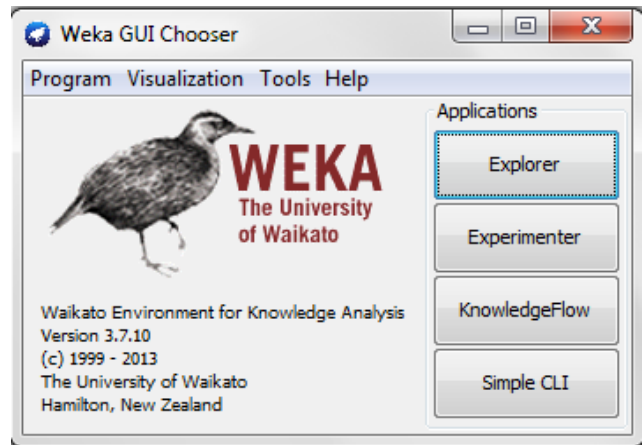 Weka GUI Chooser
Program Visualization Tools Help
WEKA
The University
of Waikato
Waikato Environment for Knowledge Analysis
Version 3.7.10
(c) 1999 - 2013
The University of Waikato
Hamilton, New Zealand
Applications
Explorer
Experimenter
KnowledgeFlow
Simple CLI